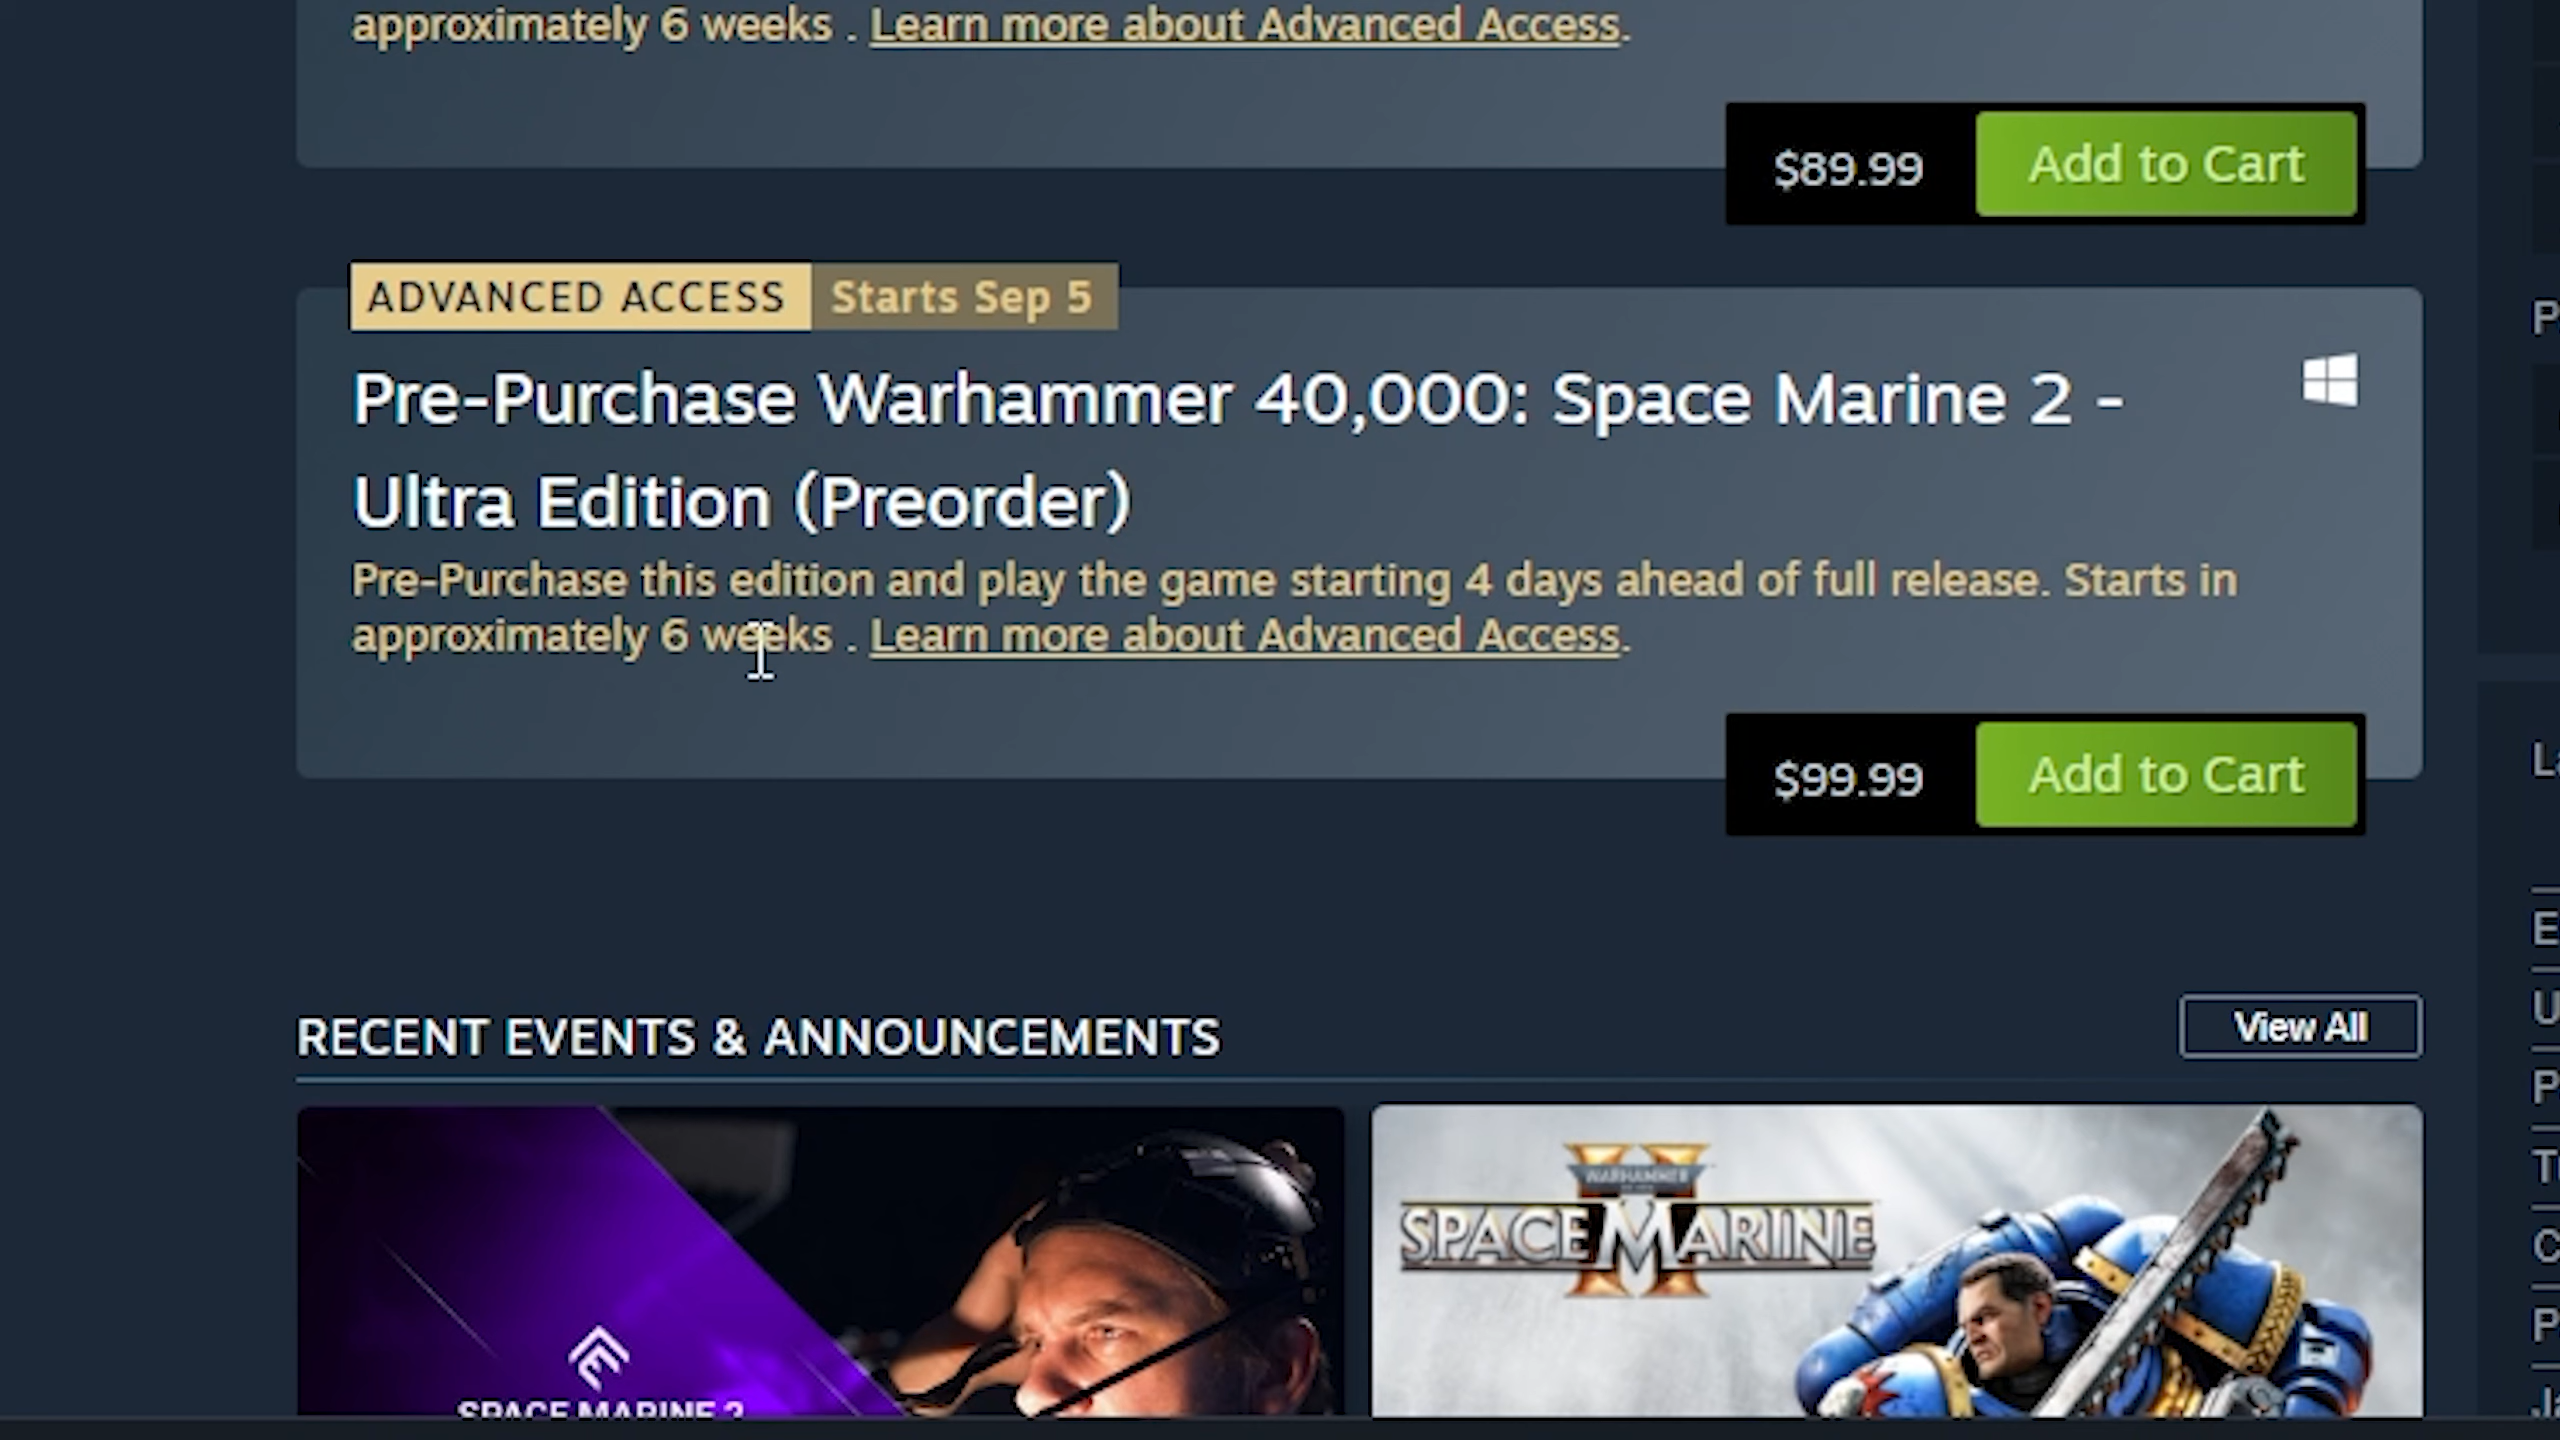 approximately 6 weeks . Learn more about Advanced Access.
$89.99 Add to Cart
ADVANCED ACCESS Starts Sep 5
Pre-Purchase Warhammer 40,000: Space Marine 2 -
Ultra Edition (Preorder)
Pre-Purchase this edition and play the game starting 4 days ahead of full release. Starts in
approximately 6 weeks . Learn more about Advanced Access.
$99.99 Add to Cart
RECENT EVENTS & ANNOUNCEMENTS
View All
WARHAMMER
SPACE MARINE
II
SPACE MARINE 2